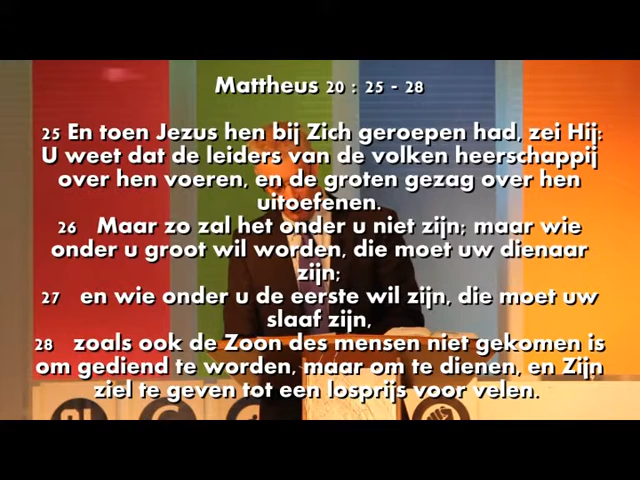 Mattheus 20 : 25 - 28
25 En toen Jezus hen bij Zich geroepen had, zei Hij:
U weet dat de leiders van de volken heerschappij
over hen voeren, en de groten gezag over hen
uitoefenen.
26 Maar zo zal het onder u niet zijn; maar wie
onder u groot wil worden, die moet uw dienaar
zijn;
27 en wie onder u de eerste wil zijn, die moet uw
slaaf zijn,
28 zoals ook de Zoon des mensen niet gekomen is
om gediend te worden, maar om te dienen, en Zijn
ziel te geven tot een losprijs voor velen.